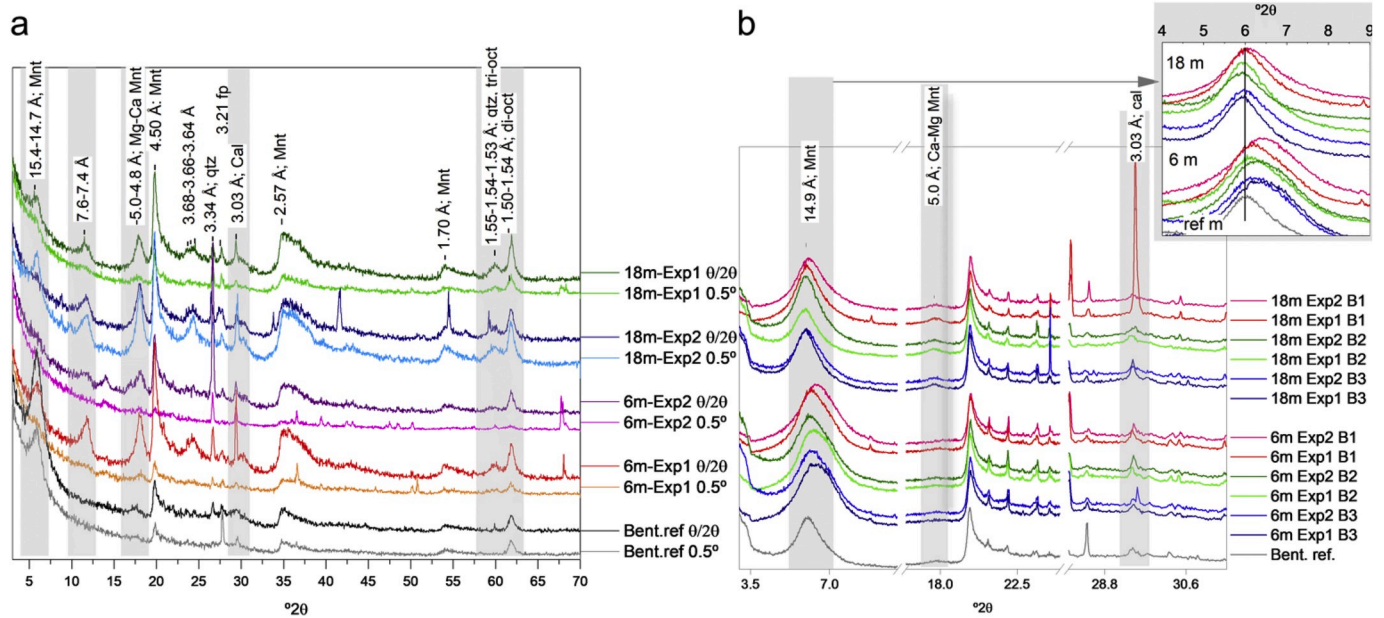 a
15.4-14.7 Å; Mnt
7.6-7.4 Å
-5.0-4.8 Å; Mg-Ca Mnt
4.50 Å: Mnt
3.68-3.66-3.64 Å
3.34 Å; qtz
3.21 fp
3.03 Å; Cal
2.57 Å; Mnt
1.70 Å; Mnt
1.55-1.54-1.53 Å; qtz, tri-oct
1.50-1.54 Å; di-oct
18m-Exp1 θ/2θ
18m-Exp1 0.5º
18m-Exp2 θ/2θ
18m-Exp2 0.5º
6m-Exp2 θ/2θ
6m-Exp2 0.5º
6m-Exp1 θ/2θ
6m-Exp1 0.5º
Bent.ref θ/2θ
Bent.ref 0.5º
5 10 15 20 25 30 35 40 45 50 55 60 65 70
º2θ
b
º2θ
4 5 6 7 8 9
18 m
6 m
ref m
14.9 Å; Mnt
5.0 Å; Ca-Mg Mnt
3.03 Å; cal
18m Exp2 B1
18m Exp1 B1
18m Exp2 B2
18m Exp1 B2
18m Exp2 B3
18m Exp1 B3
6m Exp2 B1
6m Exp1 B1
6m Exp2 B2
6m Exp1 B2
6m Exp2 B3
6m Exp1 B3
Bent. ref.
3.5 7.0 18.0 22.5 28.8 30.6
º2θ